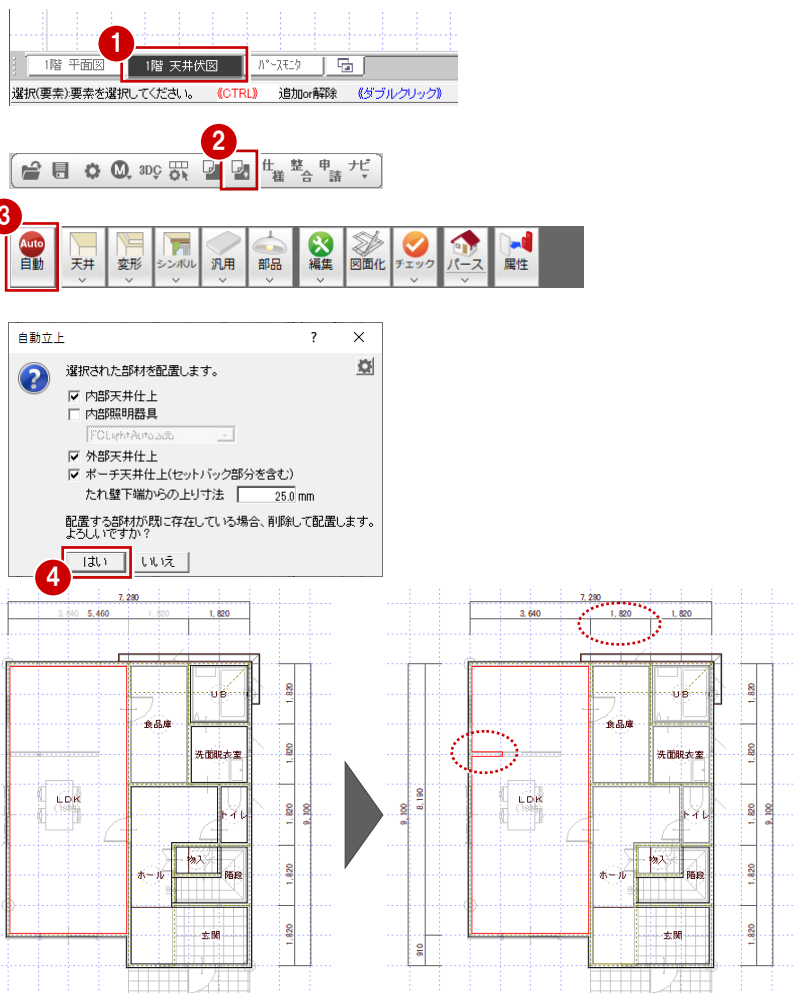 1
1階 平面図 1階 天井伏図 パースモニタ
選択(要素):要素を選択してください。 《CTRL》 追加or解除 《ダブルクリック》
2
M 3DC 仕様 整合 申請 ナビ
3
Auto
自動 天井 変形 シンボル 汎用 部品 編集 図面化 チェック パース 属性
自動立上 ? ×
選択された部材を配置します。
内部天井仕上
内部照明器具
FCLightAuto.sdb
外部天井仕上
ポーチ天井仕上(セットバック部分を含む)
たれ壁下端からの上り寸法 25.0 mm
配置する部材が既に存在している場合、削除して配置します。
よろしいですか?
はい いいえ
4
7,280
3,640 5,460 1,820 1,820
UB
食品庫
洗面脱衣室
LDK
トイレ
物入
ホール 階段
玄関
1,820
1,820
1,820
1,820
1,820
9,100
7,280
3,640 1,820 1,820
UB
食品庫
洗面脱衣室
LDK
トイレ
物入
ホール 階段
玄関
9,100
8,190
910
1,820
1,820
1,820
1,820
1,820
9,100